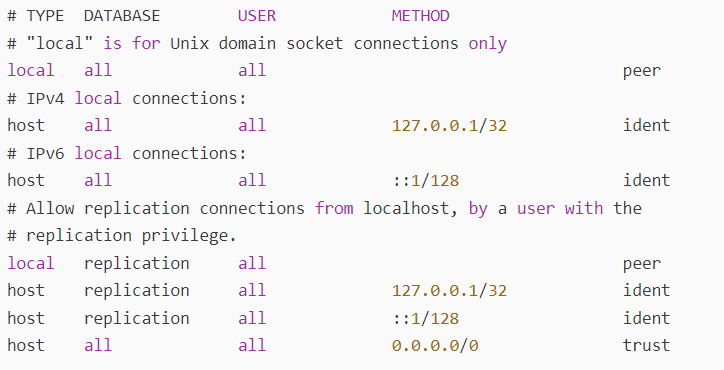 # TYPE  DATABASE        USER            METHOD
# "local" is for Unix domain socket connections only
local   all             all                                     peer
# IPv4 local connections:
host    all             all             127.0.0.1/32            ident
# IPv6 local connections:
host    all             all             ::1/128                 ident
# Allow replication connections from localhost, by a user with the
# replication privilege.
local   replication     all                                     peer
host    replication     all             127.0.0.1/32            ident
host    replication     all             ::1/128                 ident
host    all             all             0.0.0.0/0               trust